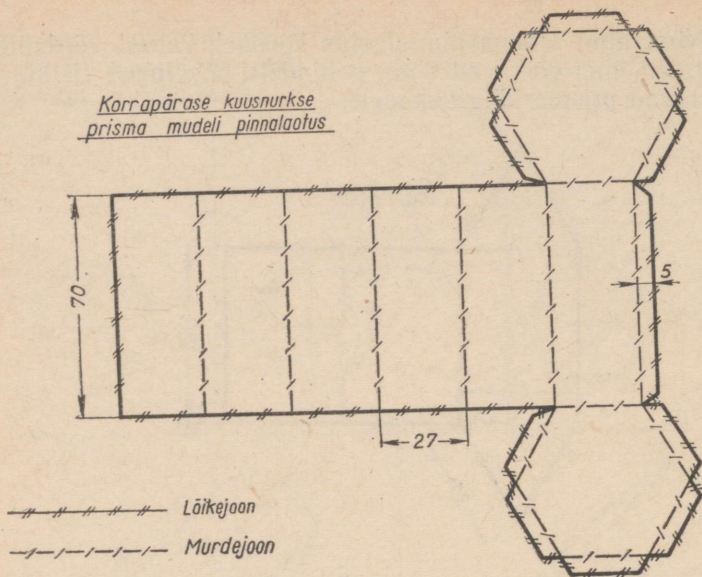 Korrapärase kuusnurkse
prisma mudeli pinnalaotus
70
5
27
Lõikejoon
Murdejoon